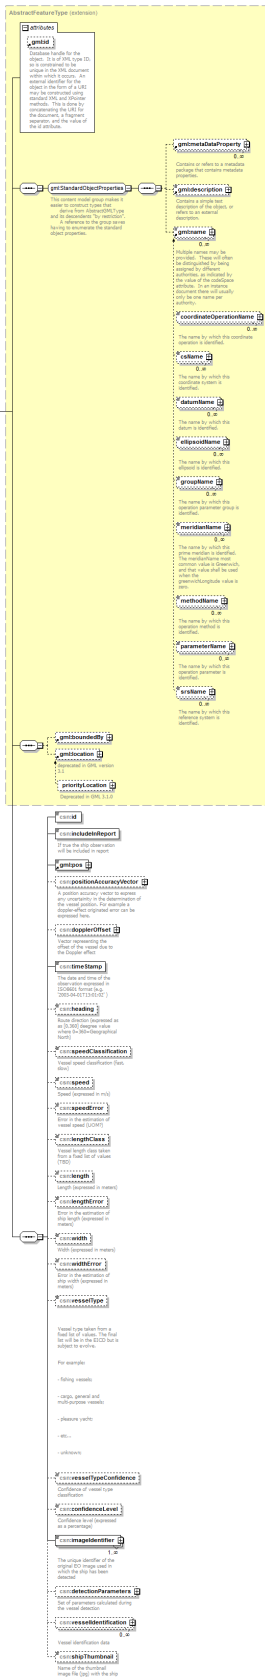 AbstractFeatureType (extension)
attributes
gml:id
Database handle for the
object. It is of XML type ID,
so is constrained to be
unique in the XML document
within which it occurs. An
external identifier for the
object in the form of a URI
may be constructed using
standard XML and XPointer
methods. This is done by
concatenating the URI for
the document, a fragment
separator, and the value of
the id attribute.
gml:StandardObjectProperties
This content model group makes it
easier to construct types that
derive from AbstractGMLType
and its descendents "by restriction".
A reference to the group saves
having to enumerate the standard
object properties.
gml:metaDataProperty
0..∞
Contains or refers to a metadata
package that contains metadata
properties.
gml:description
Contains a simple text
description of the object, or
refers to an external
description.
gml:name
0..∞
Multiple names may be
provided. These will often
be distinguished by being
assigned by different
authorities, as indicated by
the value of the codeSpace
attribute. In an instance
document there will usually
only be one name per
authority.
coordinateOperationName
0..∞
The name by which this coordinate
operation is identified.
csName
0..∞
The name by which this
coordinate system is
identified.
datumName
0..∞
The name by which this
datum is identified.
ellipsoidName
0..∞
The name by which this
ellipsoid is identified.
groupName
0..∞
The name by which this
operation parameter group is
identified.
meridianName
0..∞
The name by which this
prime meridian is identified.
The meridianName most
common value is Greenwich,
and that value shall be used
when the
greenwichLongitude value is
zero.
methodName
0..∞
The name by which this
operation method is
identified.
parameterName
0..∞
The name by which this
operation parameter is
identified.
srsName
0..∞
The name by which this
reference system is
identified.
gml:boundedBy
gml:location
deprecated in GML version
3.1
priorityLocation
Deprecated in GML 3.1.0
csn:id
csn:includeInReport
If true the ship observation
will be included in report
gml:pos
csn:positionAccuracyVector
A position accuracy vector to express
any uncertainty in the determination of
the vessel position. For example a
doppler-effect originated error can be
expressed here.
csn:dopplerOffset
Vector representing the
offset of the vessel due to
the Doppler effect
csn:timeStamp
The date and time of the
observation expressed in
ISO8601 format (e.g.
csn:heading
Route direction (expressed as
as [0,360] degree value
where 0=360=Geographical
North)
csn:speedClassification
Vessel speed classification (fast,
slow)
csn:speed
Speed (expressed in m/s)
csn:speedError
Error in the estimation of
vessel speed (UOM?)
csn:lengthClass
Vessel length class taken
from a fixed list of values
(TBD)
csn:length
Length (expressed in meters)
csn:lengthError
Error in the estimation of
ship length (expressed in
meters)
csn:width
Width (expressed in meters)
csn:widthError
Error in the estimation of
ship width (expressed in
meters)
csn:vesselType
Vessel type taken from a
fixed list of values. The final
list will be in the EICD but is
subject to evolve.
For example:
- fishing vessels;
- cargo, general and
multi-purpose vessels;
- pleasure yacht;
- etc...
- unknown;
csn:vesselTypeConfidence
Confidence of vessel type
classification
csn:confidenceLevel
Confidence level (expressed
as a percentage)
csn:imageIdentifier
1..∞
The unique identifier of the
original EO image used in
which the ship has been
detected
csn:detectionParameters
Set of parameters calculated during
the vessel detection
csn:vesselIdentification
0..∞
Vessel identification data
csn:shipThumbnail
Name of the thumbnail
image file (jpg) with the ship